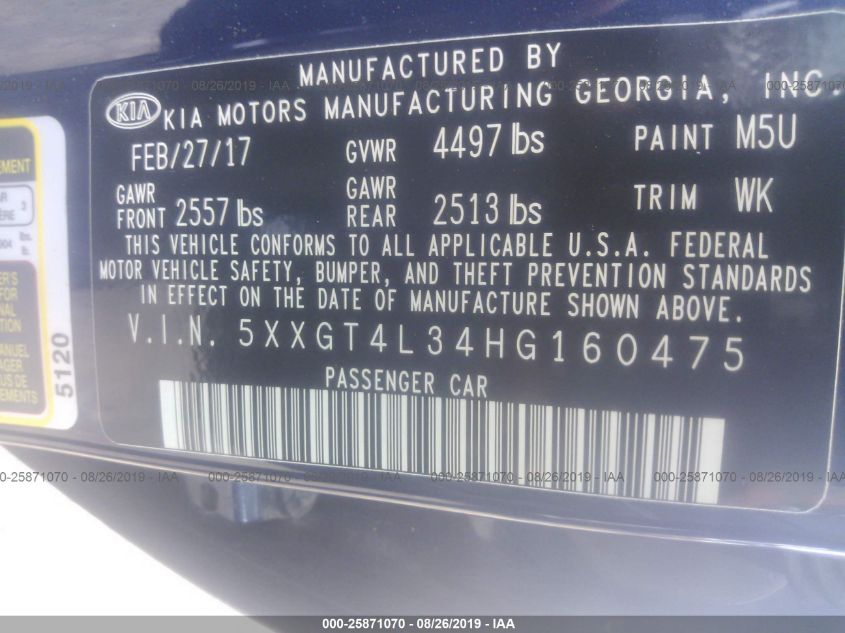 MANUFACTURED BY
KIA KIA MOTORS MANUFACTURING GEORGIA, INC.
FEB/27/17 GVWR 4497 lbs PAINT M5U
GAWR FRONT 2557 lbs GAWR REAR 2513 lbs TRIM WK
THIS VEHICLE CONFORMS TO ALL APPLICABLE U.S.A. FEDERAL
MOTOR VEHICLE SAFETY, BUMPER, AND THEFT PREVENTION STANDARDS
IN EFFECT ON THE DATE OF MANUFACTURE SHOWN ABOVE.
V.I.N. 5XXGT4L34HG160475
PASSENGER CAR
5120
000-25871070 - 08/26/2019 - IAA